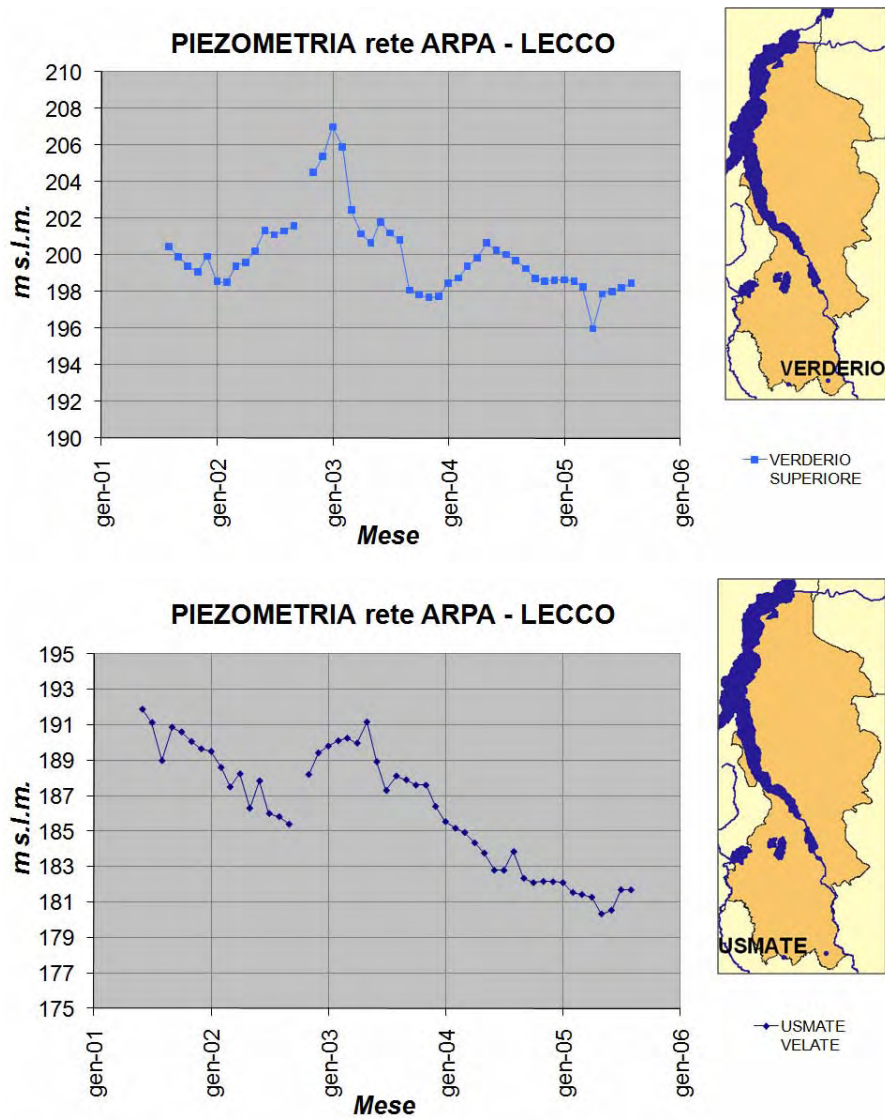 PIEZOMETRIA rete ARPA - LECCO
210
208
206
204
202
200
198
196
194
192
190
m s.l.m.
gen-01
gen-02
gen-03
gen-04
gen-05
gen-06
Mese
VERDERIO
VERDERIO
SUPERIORE
PIEZOMETRIA rete ARPA - LECCO
195
193
191
189
187
185
183
181
179
177
175
m s.l.m.
gen-01
gen-02
gen-03
gen-04
gen-05
gen-06
Mese
USMATE
USMATE
VELATE